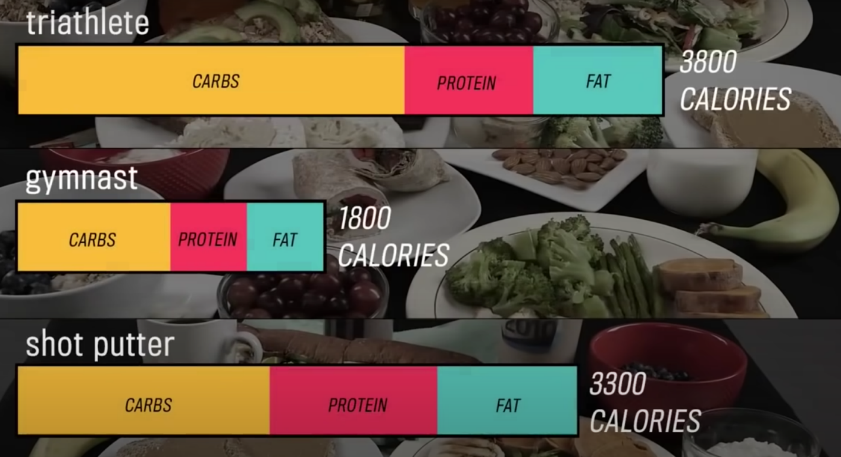 triathlete
CARBS PROTEIN FAT
3800
CALORIES
gymnast
CARBS PROTEIN FAT
1800
CALORIES
2010
shot putter
CARBS PROTEIN FAT
3300
CALORIES